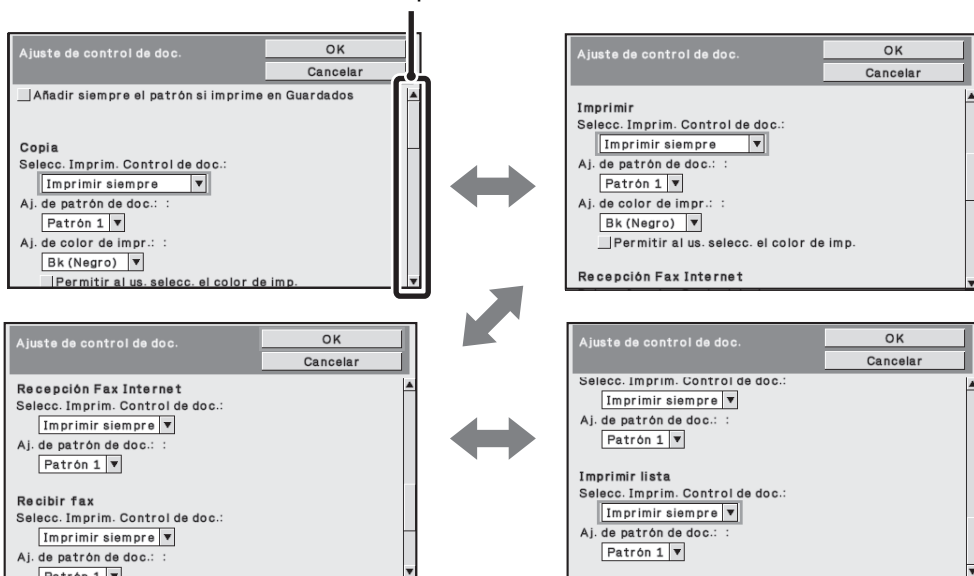 Ajuste de control de doc.
OK
Cancelar
Añadir siempre el patrón si imprime en Guardados
Copia
Selecc. Imprim. Control de doc.:
Imprimir siempre
Aj. de patrón de doc.: :
Patrón 1
Aj. de color de impr.: :
Bk (Negro)
Permitir al us. selecc. el color de imp.
Ajuste de control de doc.
OK
Cancelar
Imprimir
Selecc. Imprim. Control de doc.:
Imprimir siempre
Aj. de patrón de doc.: :
Patrón 1
Aj. de color de impr.: :
Bk (Negro)
Permitir al us. selecc. el color de imp.
Recepción Fax Internet
Ajuste de control de doc.
OK
Cancelar
Recepción Fax Internet
Selecc. Imprim. Control de doc.:
Imprimir siempre
Aj. de patrón de doc.: :
Patrón 1
Recibir fax
Selecc. Imprim. Control de doc.:
Imprimir siempre
Aj. de patrón de doc.: :
Patrón 1
Ajuste de control de doc.
OK
Cancelar
Selecc. Imprim. Control de doc.:
Imprimir siempre
Aj. de patrón de doc.: :
Patrón 1
Imprimir lista
Selecc. Imprim. Control de doc.:
Imprimir siempre
Aj. de patrón de doc.: :
Patrón 1